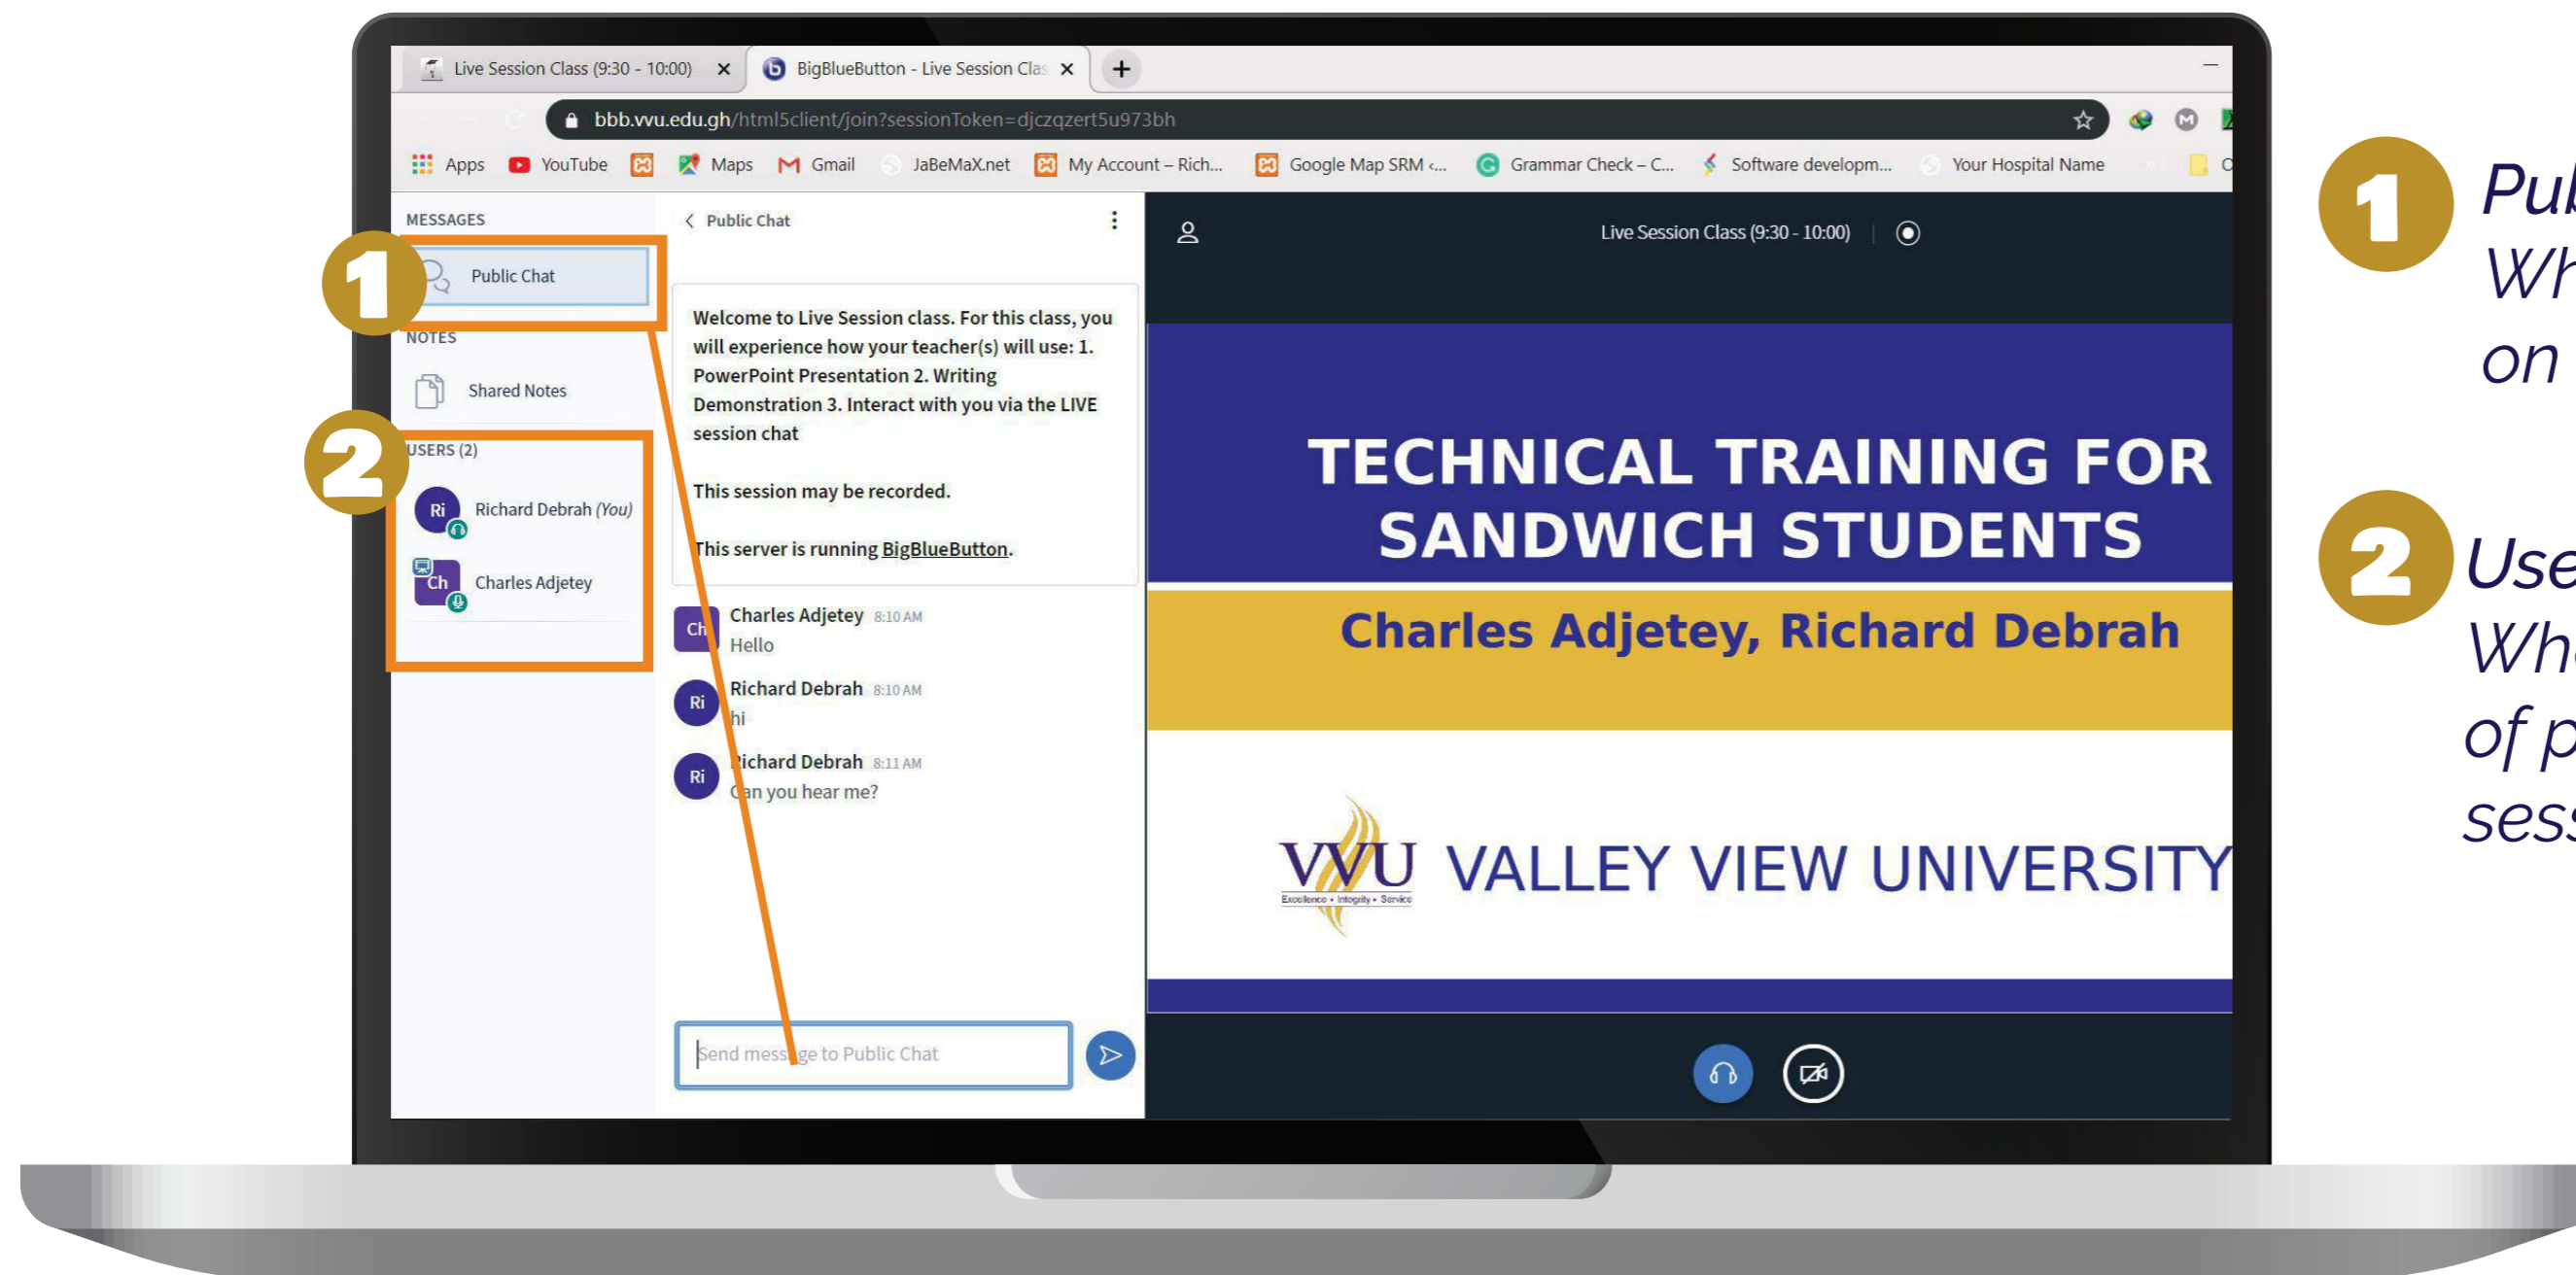 Live Session Class (9:30 - 10:00)
BigBlueButton - Live Session Clas
bbb.vvu.edu.gh/html5client/join?sessionToken=djczqzert5u973bh
Apps YouTube Maps Gmail JaBeMaX.net My Account – Rich... Google Map SRM ‹... Grammar Check – C... Software developm... Your Hospital Name
MESSAGES
1
Public Chat
NOTES
Shared Notes
2
USERS (2)
Ri Richard Debrah (You)
Ch Charles Adjetey
Public Chat
Welcome to Live Session class. For this class, you
will experience how your teacher(s) will use: 1.
PowerPoint Presentation 2. Writing
Demonstration 3. Interact with you via the LIVE
session chat
This session may be recorded.
This server is running BigBlueButton.
Ch Charles Adjetey 8:10 AM
Hello
Ri Richard Debrah 8:10 AM
hi
Ri Richard Debrah 8:11 AM
Can you hear me?
Send message to Public Chat
Live Session Class (9:30 - 10:00)
TECHNICAL TRAINING FOR
SANDWICH STUDENTS
Charles Adjetey, Richard Debrah
VVU VALLEY VIEW UNIVERSITY
Excellence • Integrity • Service
1
on
2
of